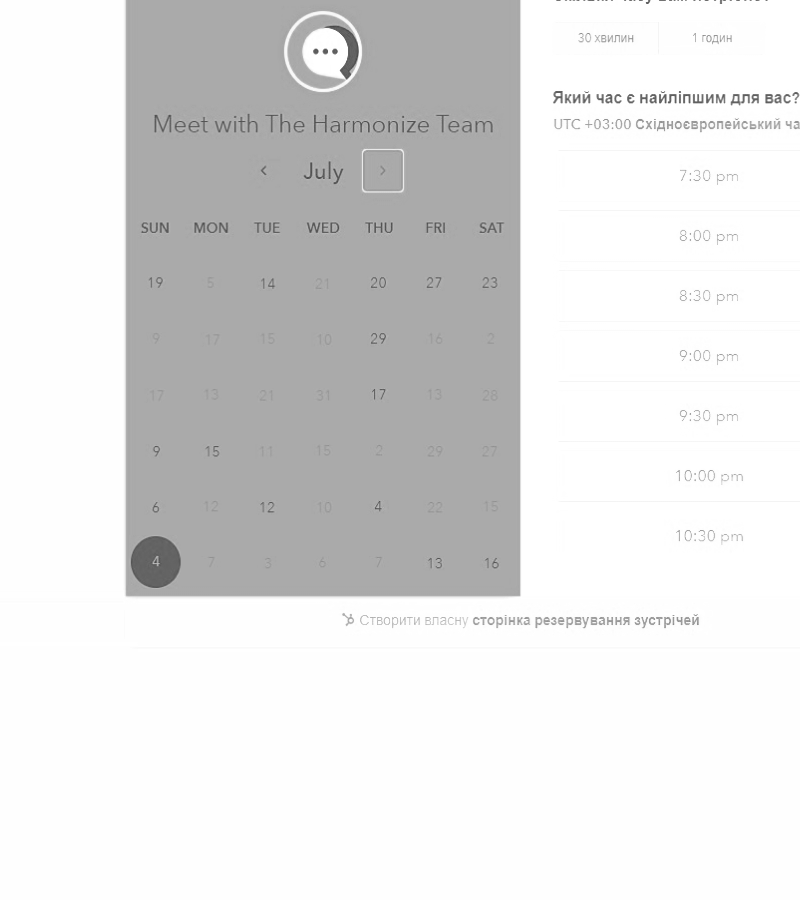 30 хвилин 1 годин
Який час є найліпшим для вас?
UTC +03:00 Східноєвропейський ча
Meet with The Harmonize Team
July
SUN MON TUE WED THU FRI SAT
19 5 14 21 20 27 23
9 17 15 10 29 16 2
17 13 21 31 17 13 28
9 15 11 15 2 29 27
6 12 12 10 4 22 15
4 7 3 6 7 13 16
7:30 pm
8:00 pm
8:30 pm
9:00 pm
9:30 pm
10:00 pm
10:30 pm
Створити власну сторінка резервування зустрічей